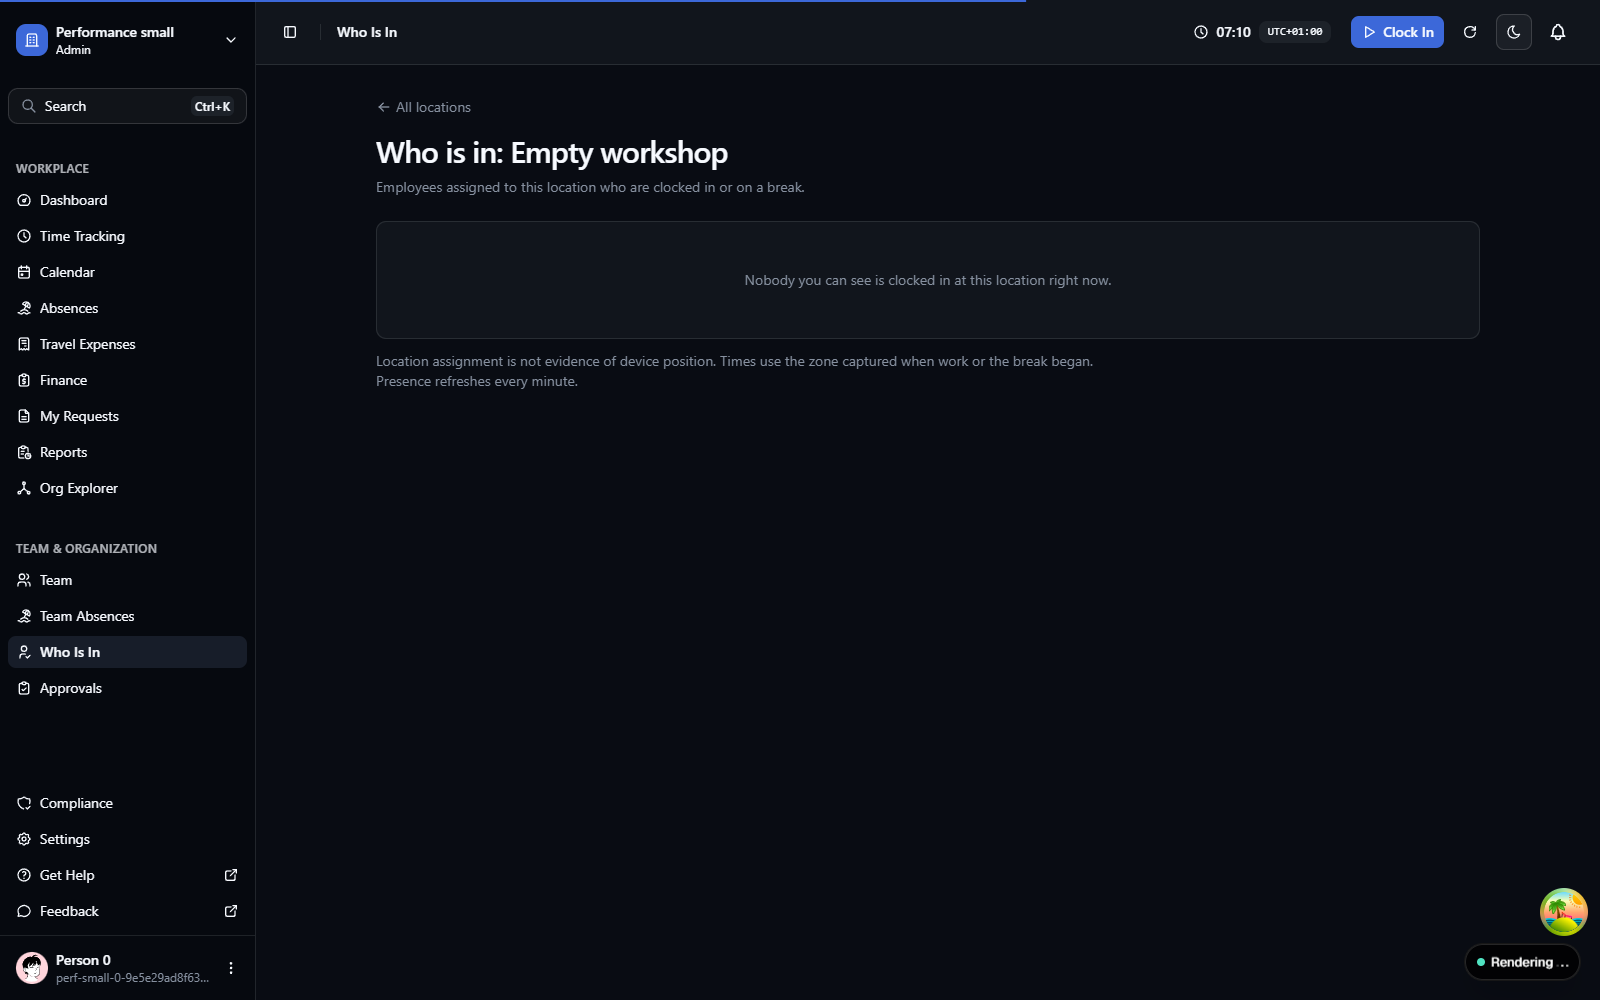 Performance small
Admin
Search
Ctrl+K
WORKPLACE
Dashboard
Time Tracking
Calendar
Absences
Travel Expenses
Finance
My Requests
Reports
Org Explorer
TEAM & ORGANIZATION
Team
Team Absences
Who Is In
Approvals
Compliance
Settings
Get Help
Feedback
Person 0
perf-small-0-9e5e29ad8f63...
Who Is In
07:10
UTC+01:00
Clock In
All locations
Who is in: Empty workshop
Employees assigned to this location who are clocked in or on a break.
Nobody you can see is clocked in at this location right now.
Location assignment is not evidence of device position. Times use the zone captured when work or the break began.
Presence refreshes every minute.
Rendering ...